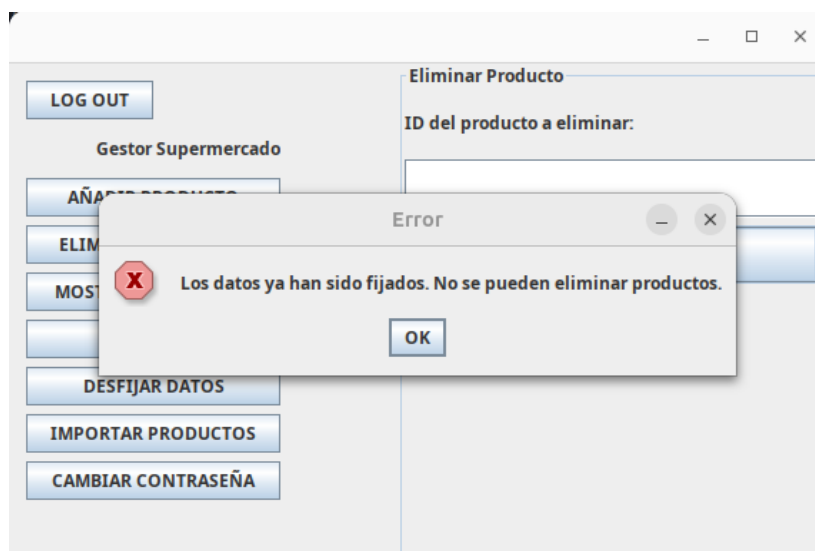 LOG OUT
Gestor Supermercado
DESFIJAR DATOS
IMPORTAR PRODUCTOS
CAMBIAR CONTRASEÑA
Eliminar Producto
ID del producto a eliminar:
Error
Los datos ya han sido fijados. No se pueden eliminar productos.
OK